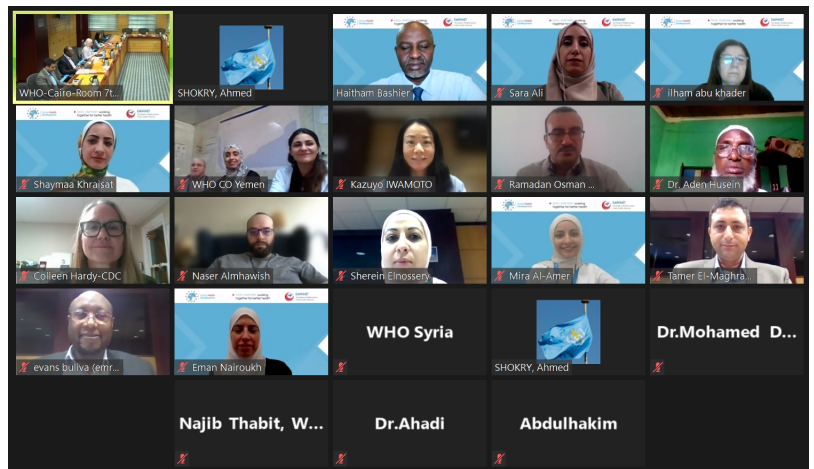 WHO-Cairo-Room 7t...
SHOKRY, Ahmed
Haitham Bashier
Sara Ali
ilham abu khader
Shaymaa Khraisat
WHO CO Yemen
Kazuyo IWAMOTO
Ramadan Osman ...
Dr. Aden Husein
Colleen Hardy-CDC
Naser Almhawish
Sherein Elnossery
Mira Al-Amer
Tamer El-Maghra...
evans buliva (emr...
Eman Nairoukh
WHO Syria
SHOKRY, Ahmed
Dr.Mohamed D...
Najib Thabit, W...
Dr.Ahadi
Abdulhakim